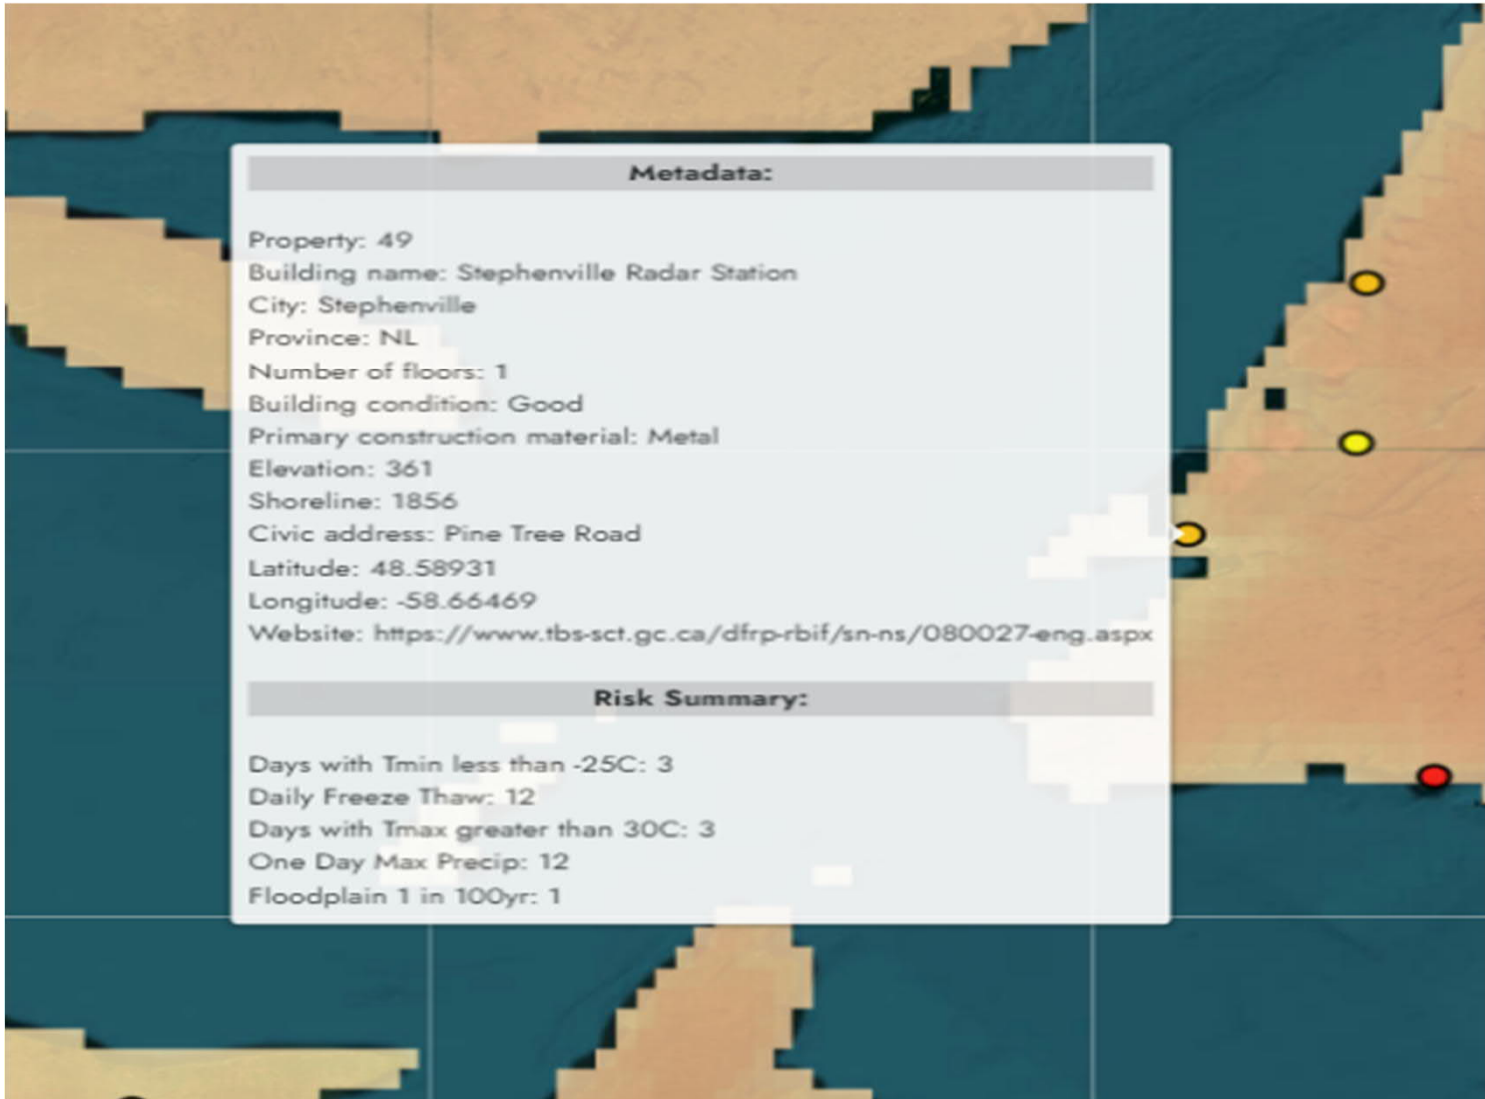 Metadata:
Property: 49
Building name: Stephenville Radar Station
City: Stephenville
Province: NL
Number of floors: 1
Building condition: Good
Primary construction material: Metal
Elevation: 361
Shoreline: 1856
Civic address: Pine Tree Road
Latitude: 48.58931
Longitude: -58.66469
Website: https://www.tbs-sct.gc.ca/dfrp-rbif/sn-ns/080027-eng.aspx
Risk Summary:
Days with Tmin less than -25C: 3
Daily Freeze Thaw: 12
Days with Tmax greater than 30C: 3
One Day Max Precip: 12
Floodplain 1 in 100yr: 1